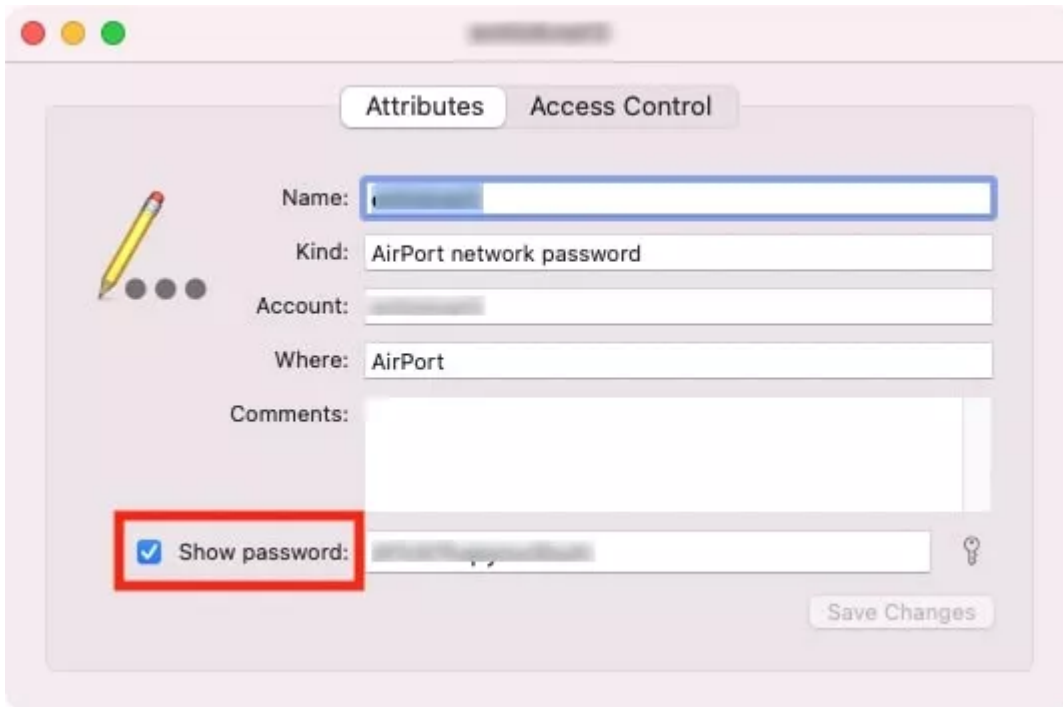 Attributes Access Control
Name:
Kind: AirPort network password
Account:
Where: AirPort
Comments:
Show password:
Save Changes